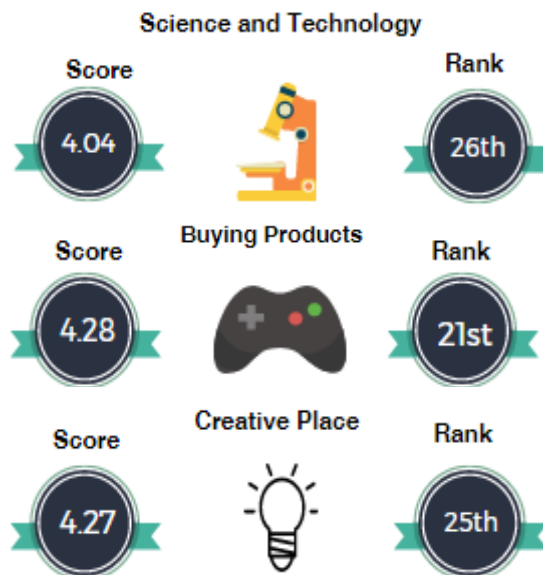 Science and Technology
Score
Rank
4.04
26th
Buying Products
Score
Rank
4.28
21st
Creative Place
Score
Rank
4.27
25th